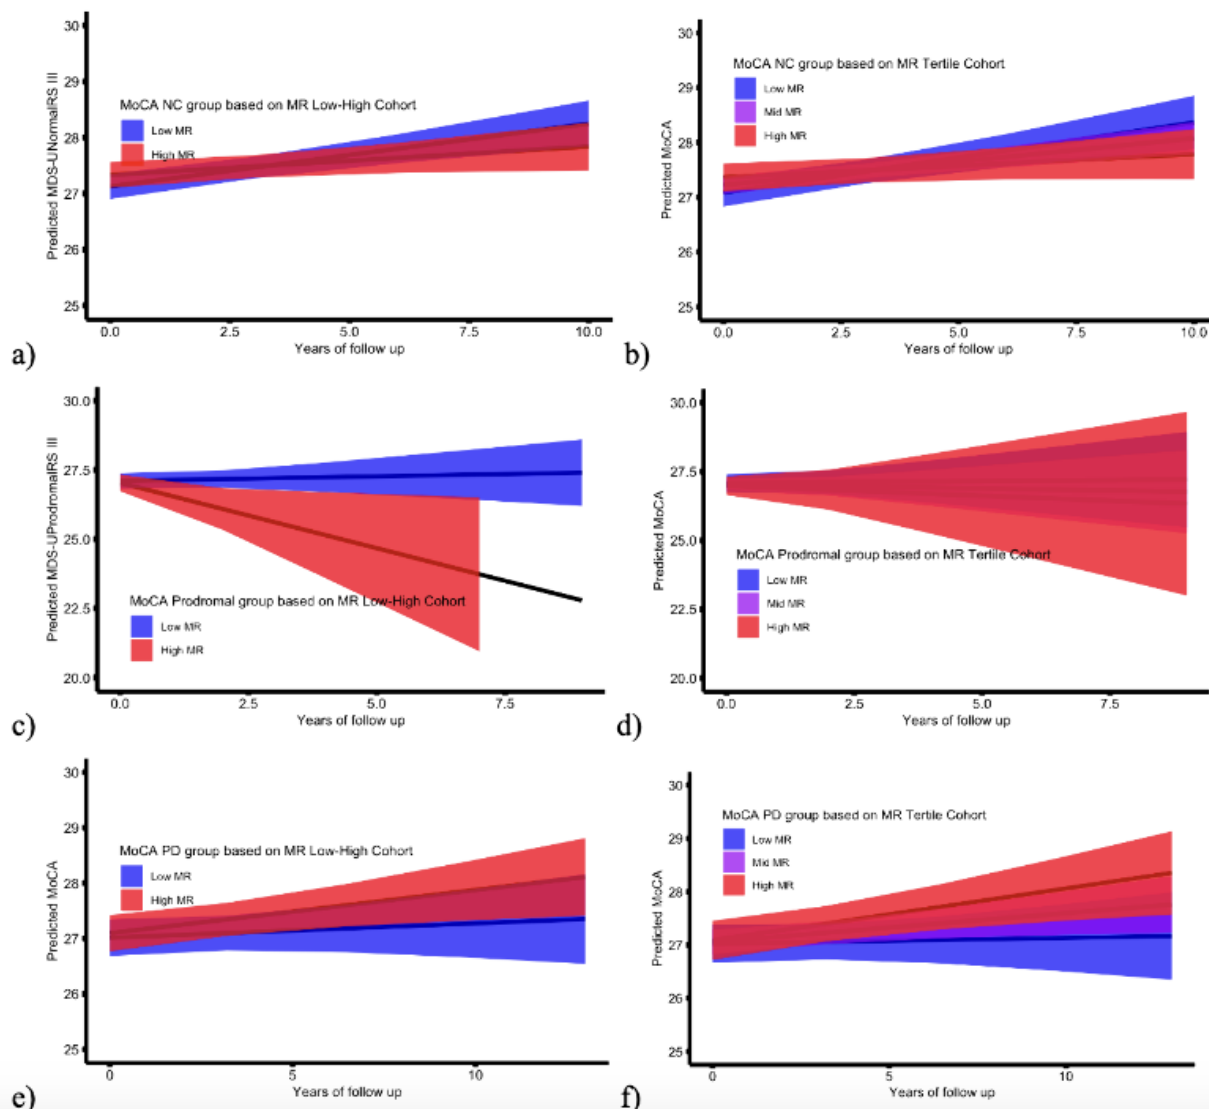 30
29
28
27
26
25
Predicted MDS-UNormalRS III
MoCA NC group based on MR Low-High Cohort
Low MR
High MR
0.0 2.5 5.0 7.5 10.0
Years of follow up
a)
30
29
28
27
26
25
Predicted MoCA
MoCA NC group based on MR Tertile Cohort
Low MR
Mid MR
High MR
0.0 2.5 5.0 7.5 10.0
Years of follow up
b)
30.0
27.5
25.0
22.5
20.0
Predicted MDS-UProdromalRS III
MoCA Prodromal group based on MR Low-High Cohort
Low MR
High MR
0.0 2.5 5.0 7.5
Years of follow up
c)
30.0
27.5
25.0
22.5
20.0
Predicted MoCA
MoCA Prodromal group based on MR Tertile Cohort
Low MR
Mid MR
High MR
0.0 2.5 5.0 7.5
Years of follow up
d)
30
29
28
27
26
25
Predicted MoCA
MoCA PD group based on MR Low-High Cohort
Low MR
High MR
0 5 10
Years of follow up
e)
30
29
28
27
26
25
Predicted MoCA
MoCA PD group based on MR Tertile Cohort
Low MR
Mid MR
High MR
0 5 10
Years of follow up
f)